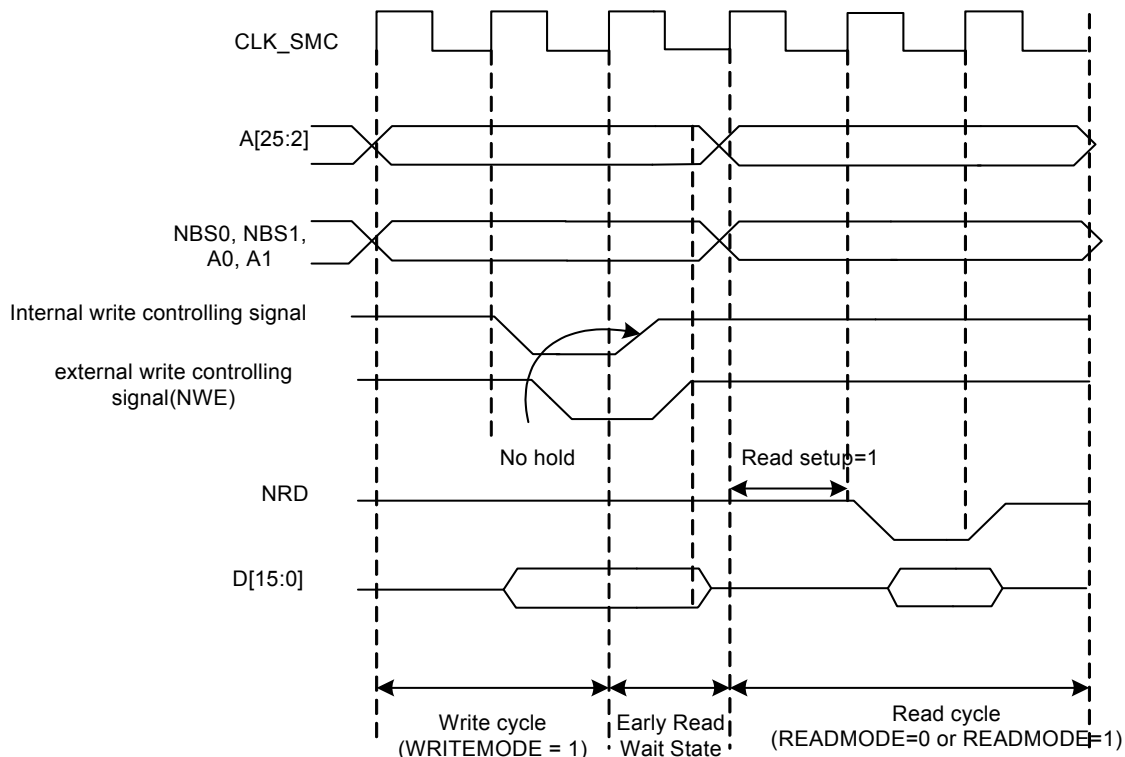 CLK_SMC
A[25:2]
NBS0, NBS1,
A0, A1
Internal write controlling signal
external write controlling
signal(NWE)
No hold
Read setup=1
NRD
D[15:0]
Write cycle
(WRITEMODE = 1)
Early Read
Wait State
Read cycle
(READMODE=0 or READMODE=1)